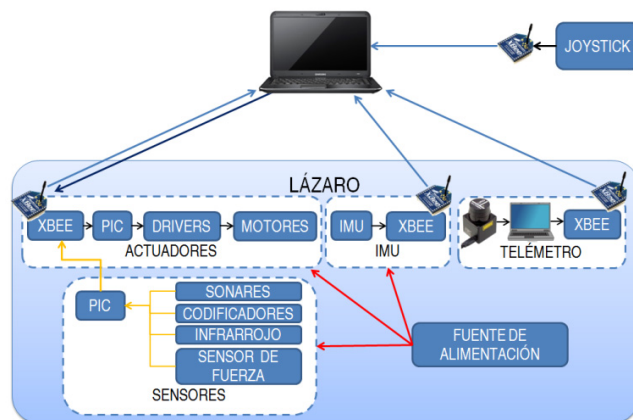 JOYSTICK
LÁZARO
XBEE
PIC
DRIVERS
MOTORES
ACTUADORES
IMU
XBEE
IMU
XBEE
TELÉMETRO
PIC
SONARES
CODIFICADORES
INFRARROJO
SENSOR DE
FUERZA
SENSORES
FUENTE DE
ALIMENTACIÓN